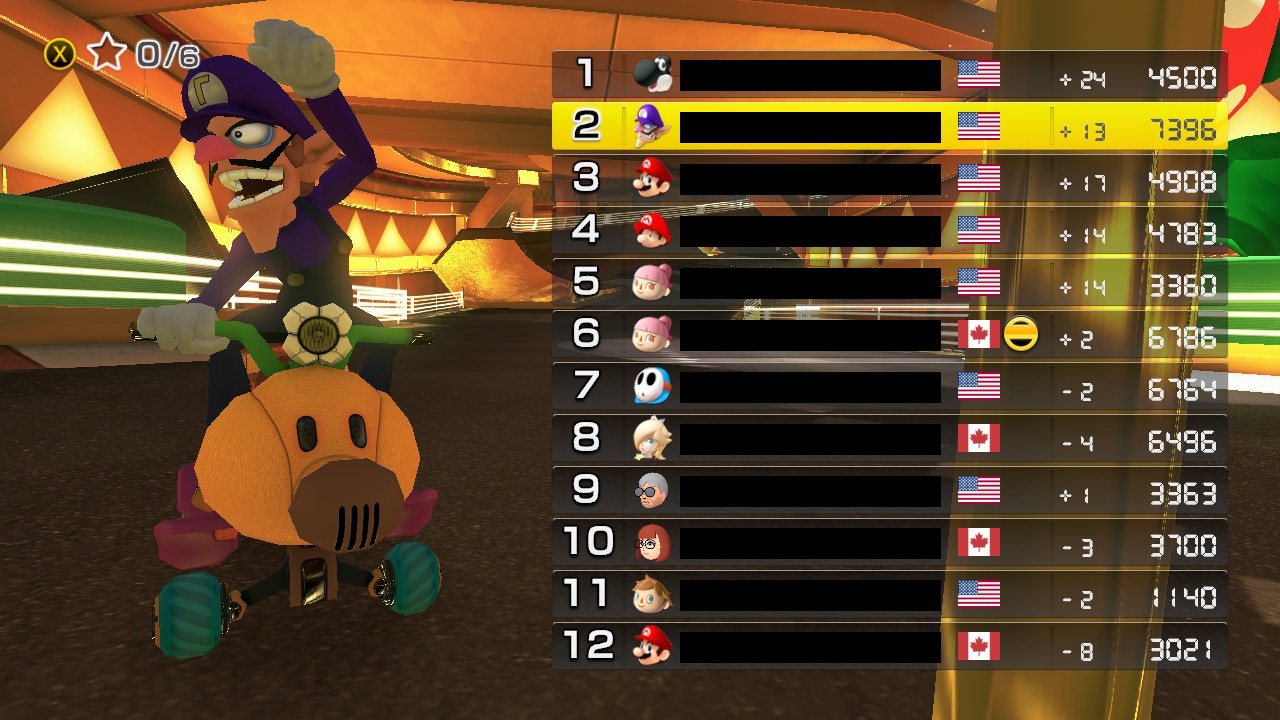 X 0/6
1 + 24 4500
2 + 13 7396
3 + 17 4908
4 + 14 4783
5 + 14 3360
6 + 2 6786
7 - 2 6764
8 - 4 6496
9 + 1 3363
10 - 3 3700
11 - 2 1140
12 - 8 3021